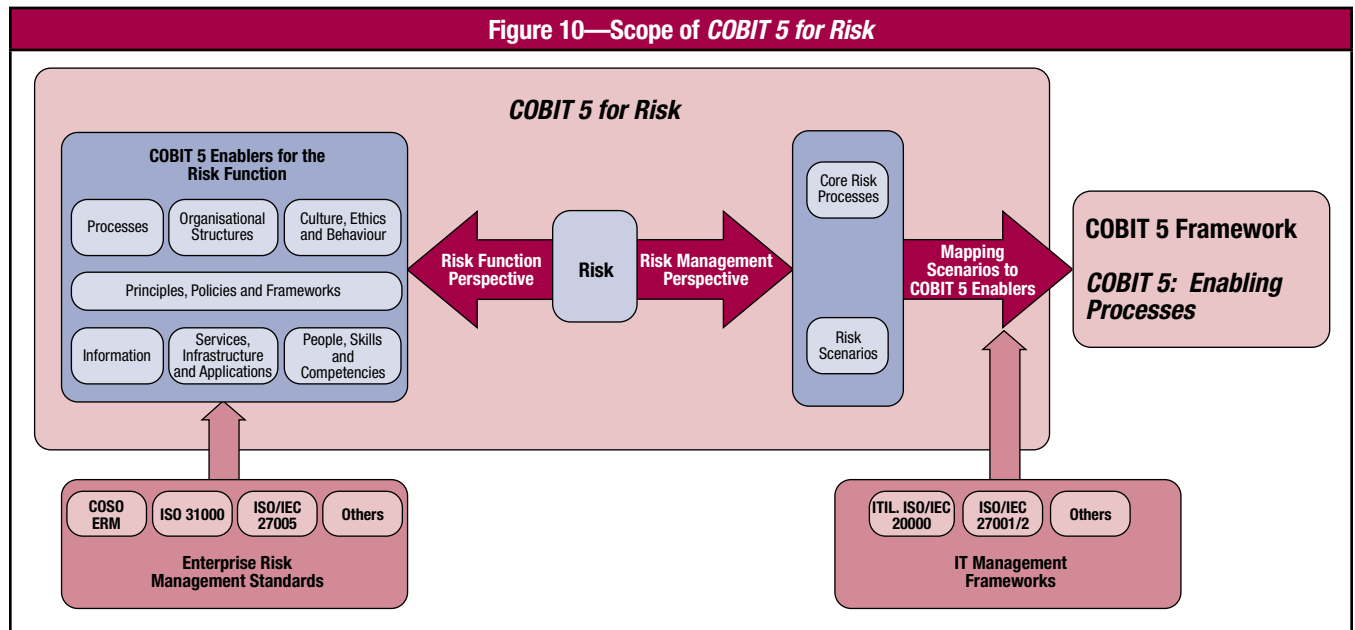 Figure 10—Scope of COBIT 5 for Risk
COBIT 5 for Risk
COBIT 5 Enablers for the
Risk Function
Processes
Organisational
Structures
Culture, Ethics
and Behaviour
Principles, Policies and Frameworks
Information
Services,
Infrastructure
and Applications
People, Skills
and
Competencies
Risk Function
Perspective
Risk
Risk Management
Perspective
Core Risk
Processes
Risk
Scenarios
Mapping
Scenarios to
COBIT 5 Enablers
COBIT 5 Framework
COBIT 5: Enabling
Processes
COSO
ERM
ISO 31000
ISO/IEC
27005
Others
Enterprise Risk
Management Standards
ITIL. ISO/IEC
20000
ISO/IEC
27001/2
Others
IT Management
Frameworks